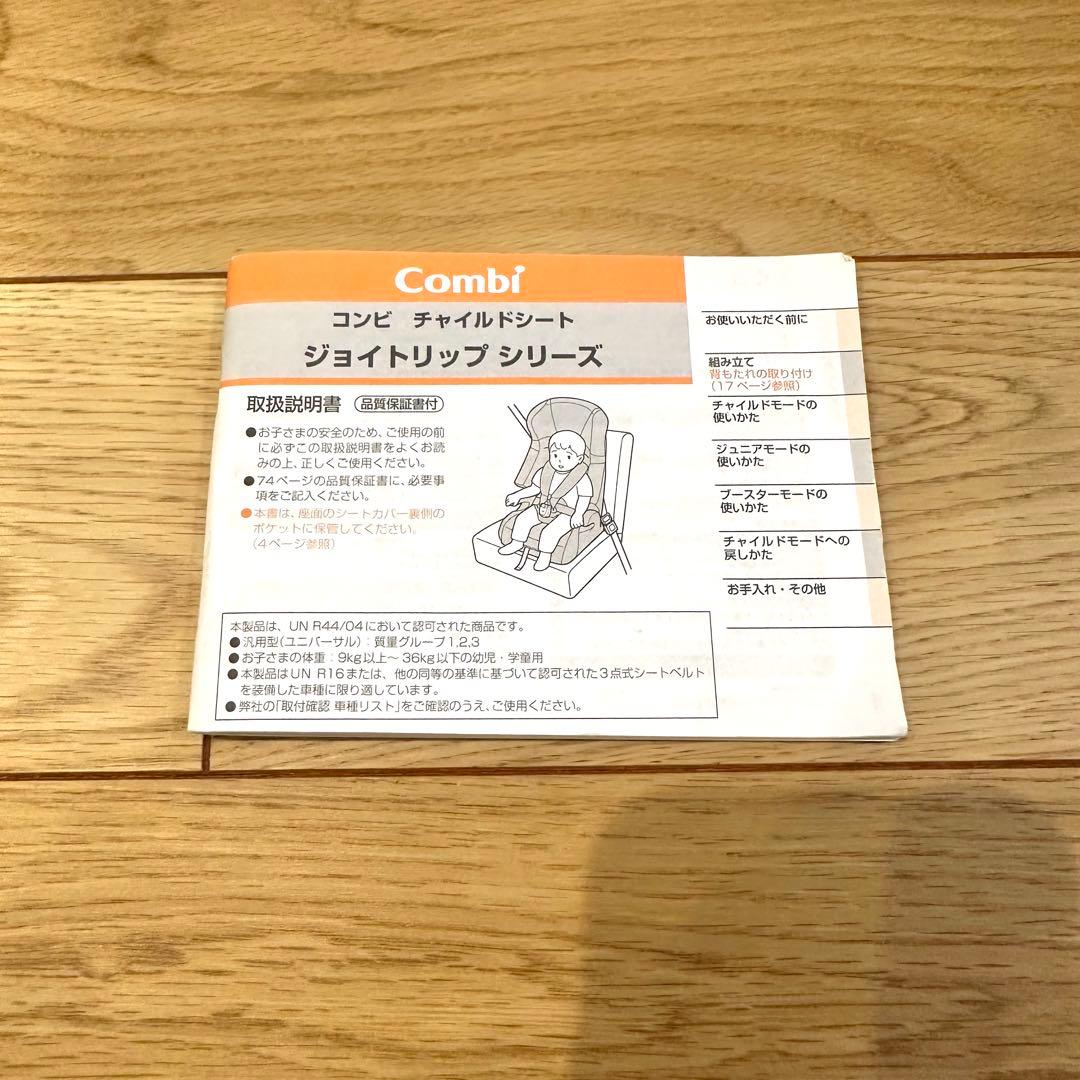 Combi
コンビ チャイルドシート
ジョイトリップ シリーズ
取扱説明書 品質保証書付
●お子さまの安全のため、ご使用の前
に必ずこの取扱説明書をよくお読
みの上、正しくご使用ください。
●74ページの品質保証書に、必要事
項をご記入ください。
●本書は、座面のシートカバー裏側の
ポケットに保管してください。
(4ページ参照)
本製品は、UN R44/04において認可された商品です。
●汎用型(ユニバーサル):質量グループ1,2,3
●お子さまの体重:9kg以上~36kg以下の幼児・学童用
●本製品はUN R16または、他の同等の基準に基づいて認可された3点式シートベルト
を装備した車種に限り適しています。
●弊社の「取付確認 車種リスト」をご確認のうえ、ご使用ください。
お使いいただく前に
組み立て
背もたれの取り付け
(17ページ参照)
チャイルドモードの
使いかた
ジュニアモードの
使いかた
ブースターモードの
使いかた
チャイルドモードへの
戻しかた
お手入れ・その他